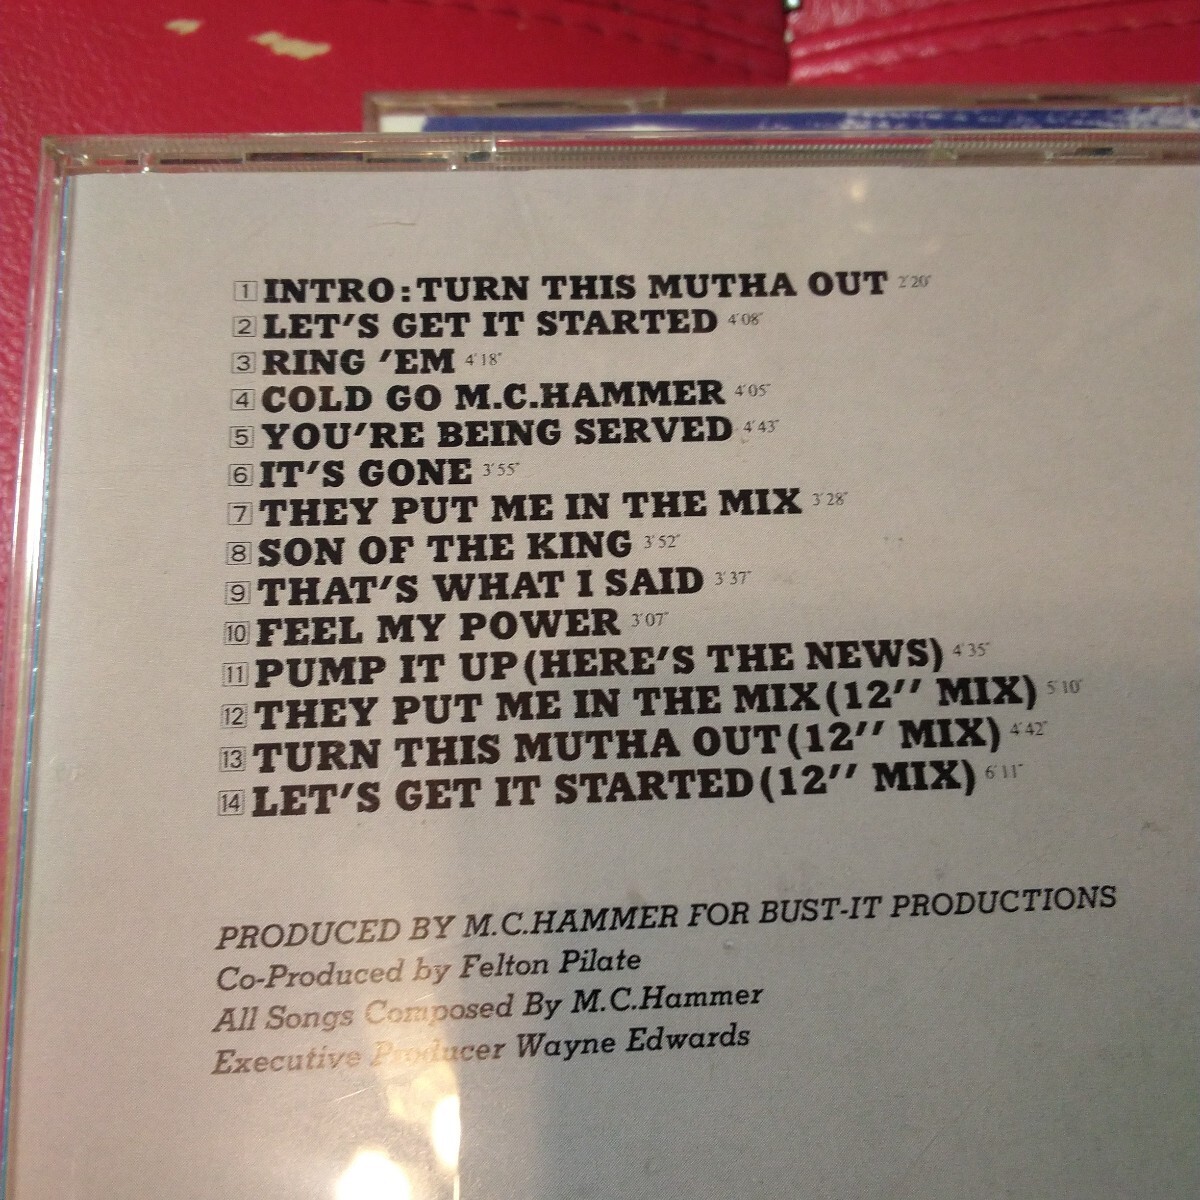 1 INTRO:TURN THIS MUTHA OUT 2'20"
2 LET'S GET IT STARTED 4'08"
3 RING 'EM 4'18"
4 COLD GO M.C.HAMMER 4'05"
5 YOU'RE BEING SERVED 4'43"
6 IT'S GONE 3'55"
7 THEY PUT ME IN THE MIX 3'28"
8 SON OF THE KING 3'52"
9 THAT'S WHAT I SAID 3'37"
10 FEEL MY POWER 3'07"
11 PUMP IT UP(HERE'S THE NEWS) 4'35"
12 THEY PUT ME IN THE MIX(12'' MIX) 5'10"
13 TURN THIS MUTHA OUT(12'' MIX) 4'42"
14 LET'S GET IT STARTED(12'' MIX) 6'11"
PRODUCED BY M.C.HAMMER FOR BUST-IT PRODUCTIONS
Co-Produced by Felton Pilate
All Songs Composed By M.C.Hammer
Executive Producer Wayne Edwards